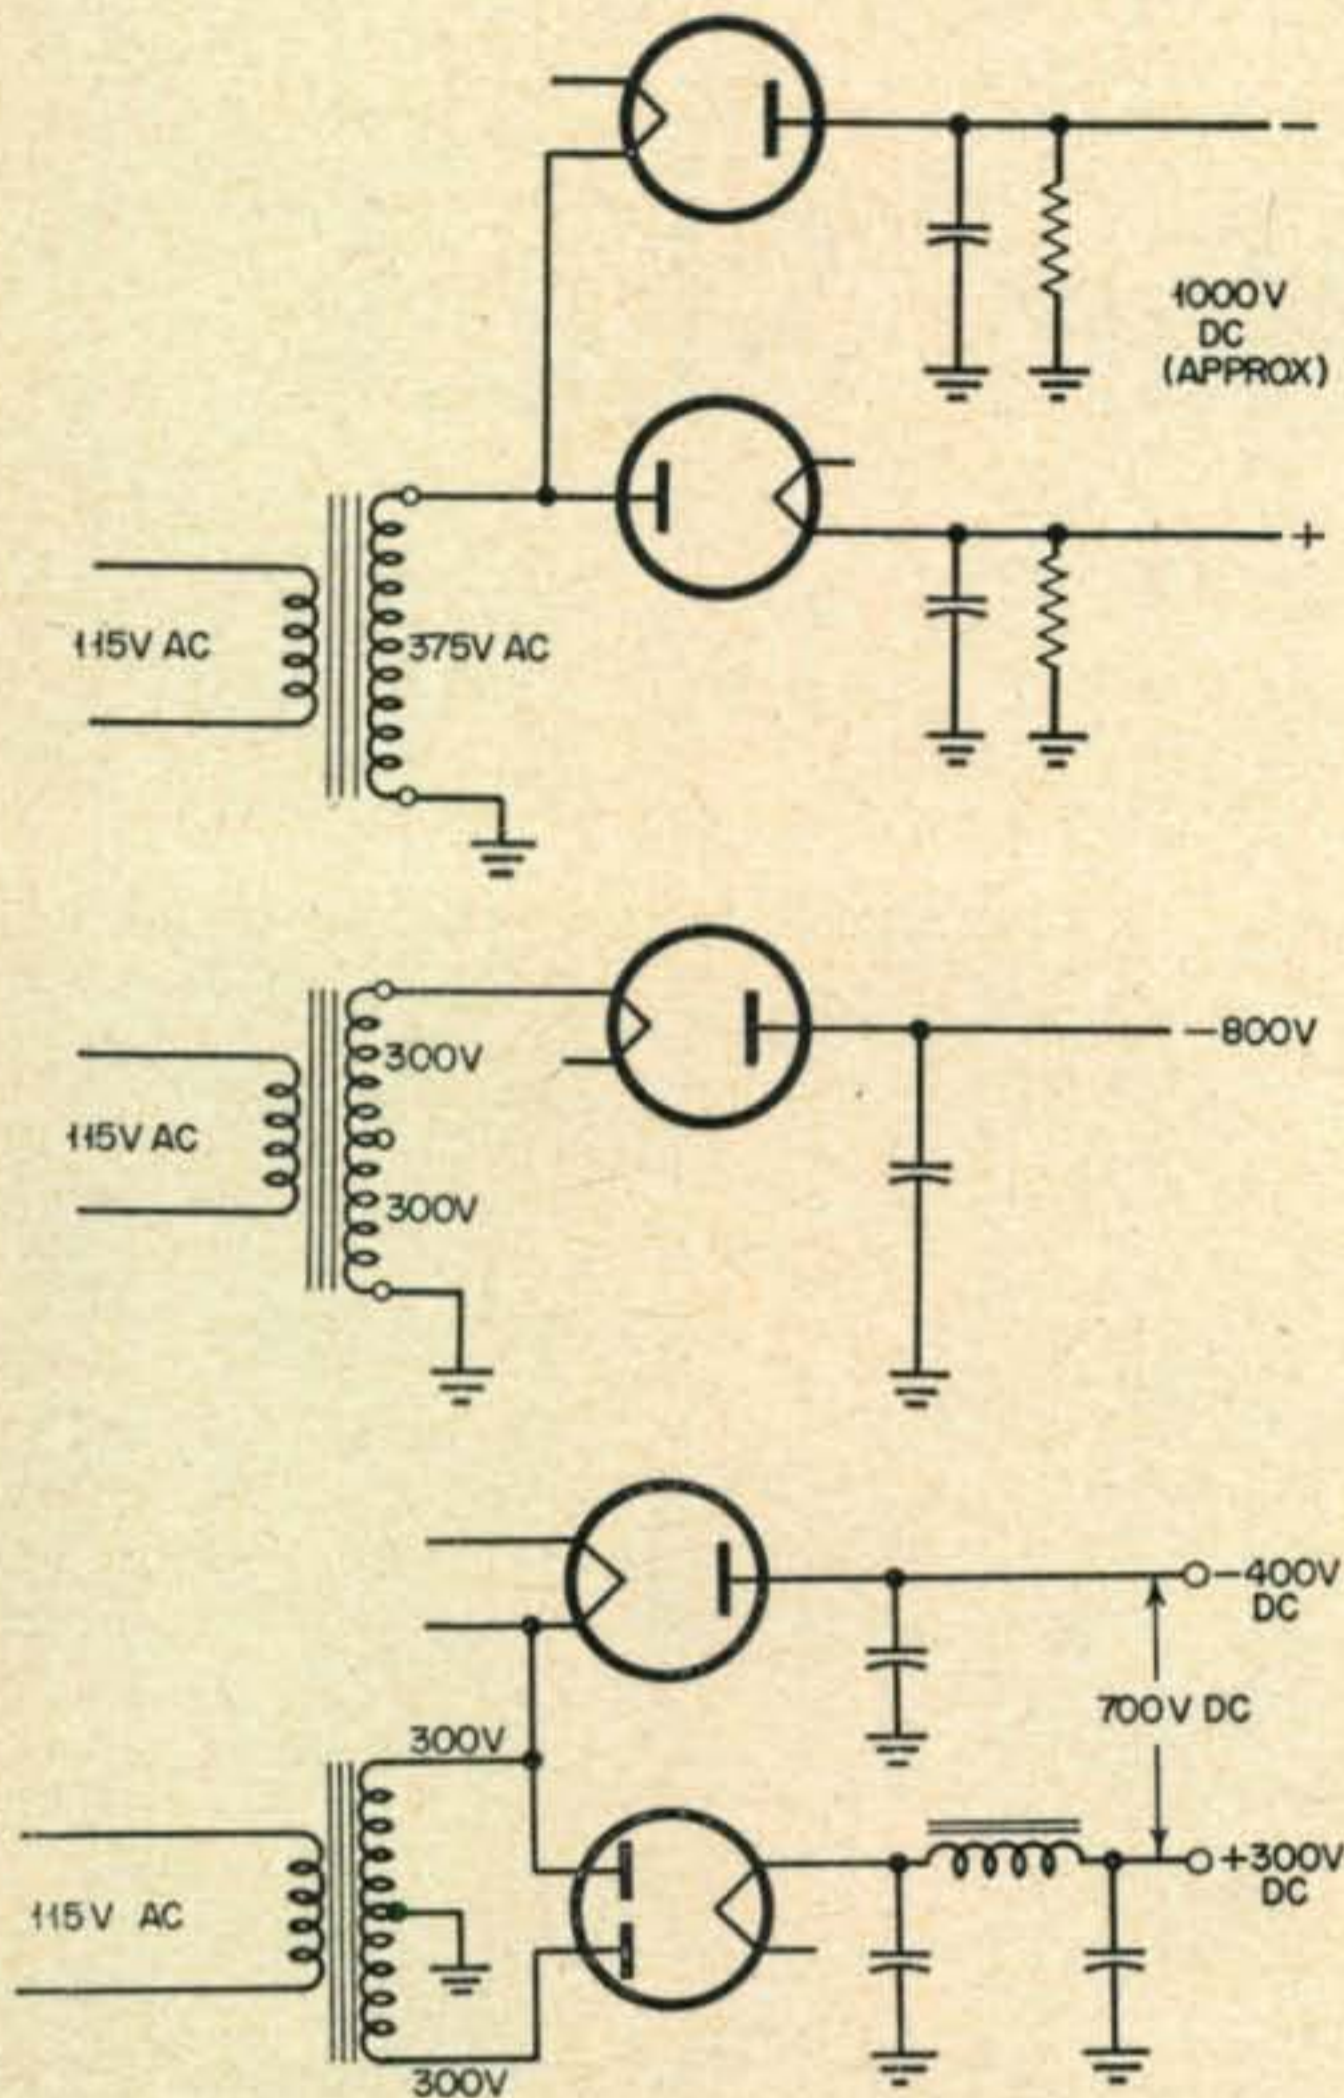 −
1000V
DC
(APPROX)
+
115V AC
375V AC
−800V
300V
115V AC
300V
−400V
DC
700V DC
300V
+300V
DC
115V AC
300V